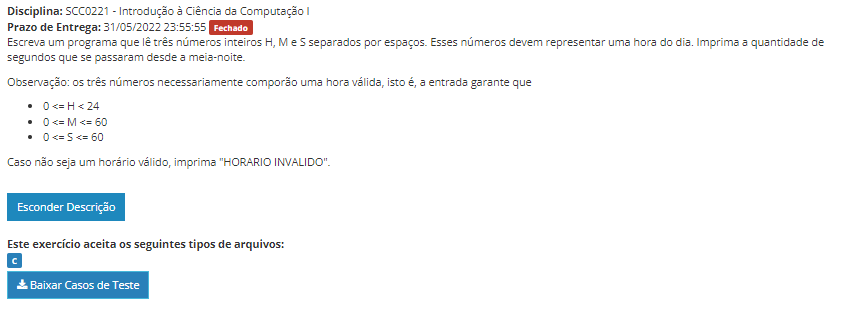 Disciplina: SCC0221 - Introdução à Ciência da Computação I
Prazo de Entrega: 31/05/2022 23:55:55 Fechado
Escreva um programa que lê três números inteiros H, M e S separados por espaços. Esses números devem representar uma hora do dia. Imprima a quantidade de
segundos que se passaram desde a meia-noite.
Observação: os três números necessariamente comporão uma hora válida, isto é, a entrada garante que
• 0 <= H < 24
• 0 <= M <= 60
• 0 <= S <= 60
Caso não seja um horário válido, imprima "HORARIO INVALIDO".
Esconder Descrição
Este exercício aceita os seguintes tipos de arquivos:
c
Baixar Casos de Teste